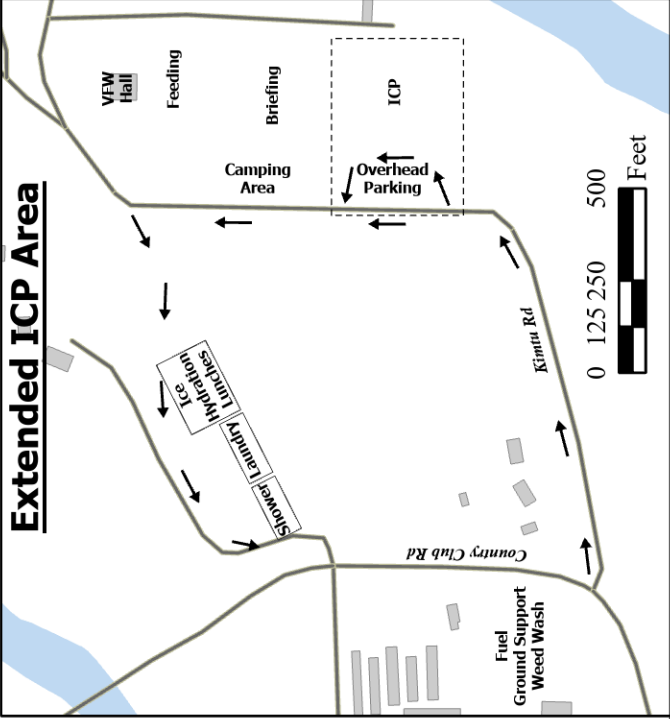 Extended ICP Area
VFW
Hall
Feeding
Briefing
ICP
Camping
Area
Overhead
Parking
Ice
Hydration
Lunches
Laundry
Shower
Kimtu Rd
Country Club Rd
Fuel
Ground Support
Weed Wash
0 125 250 500
Feet